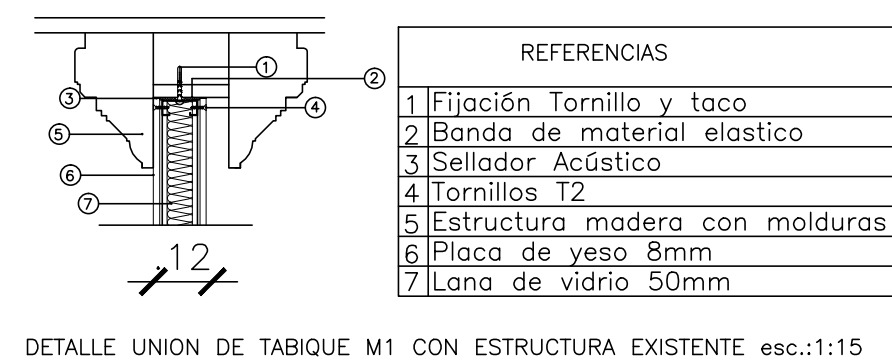 1
2
3
4
5
6
7
.12
REFERENCIAS
1 Fijación Tornillo y taco
2 Banda de material elastico
3 Sellador Acústico
4 Tornillos T2
5 Estructura madera con molduras
6 Placa de yeso 8mm
7 Lana de vidrio 50mm
DETALLE UNION DE TABIQUE M1 CON ESTRUCTURA EXISTENTE esc.:1:15